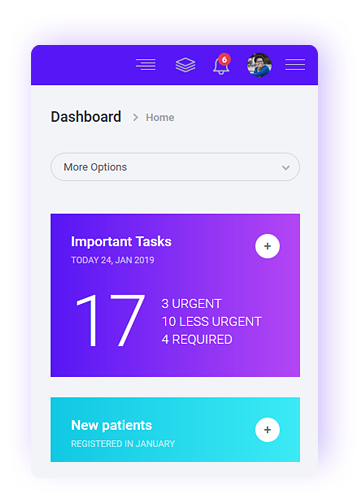 6
Dashboard > Home
More Options
Important Tasks
+
TODAY 24, JAN 2019
17
3 URGENT
10 LESS URGENT
4 REQUIRED
New patients
+
REGISTERED IN JANUARY